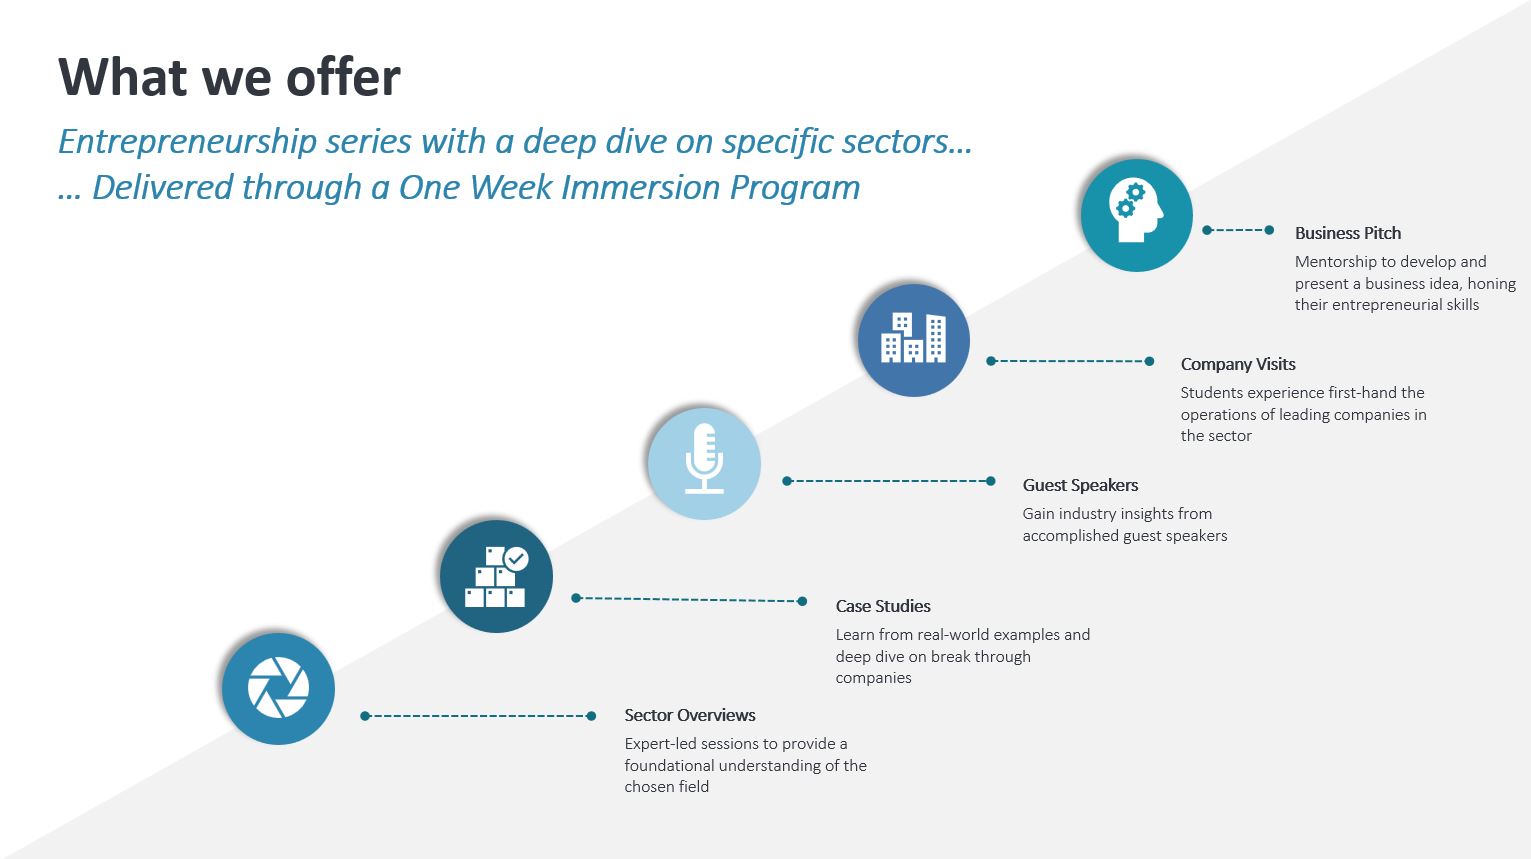 What we offer
Entrepreneurship series with a deep dive on specific sectors...
... Delivered through a One Week Immersion Program
Business Pitch
Mentorship to develop and
present a business idea, honing
their entrepreneurial skills
Company Visits
Students experience first-hand the
operations of leading companies in
the sector
Guest Speakers
Gain industry insights from
accomplished guest speakers
Case Studies
Learn from real-world examples and
deep dive on break through
companies
Sector Overviews
Expert-led sessions to provide a
foundational understanding of the
chosen field